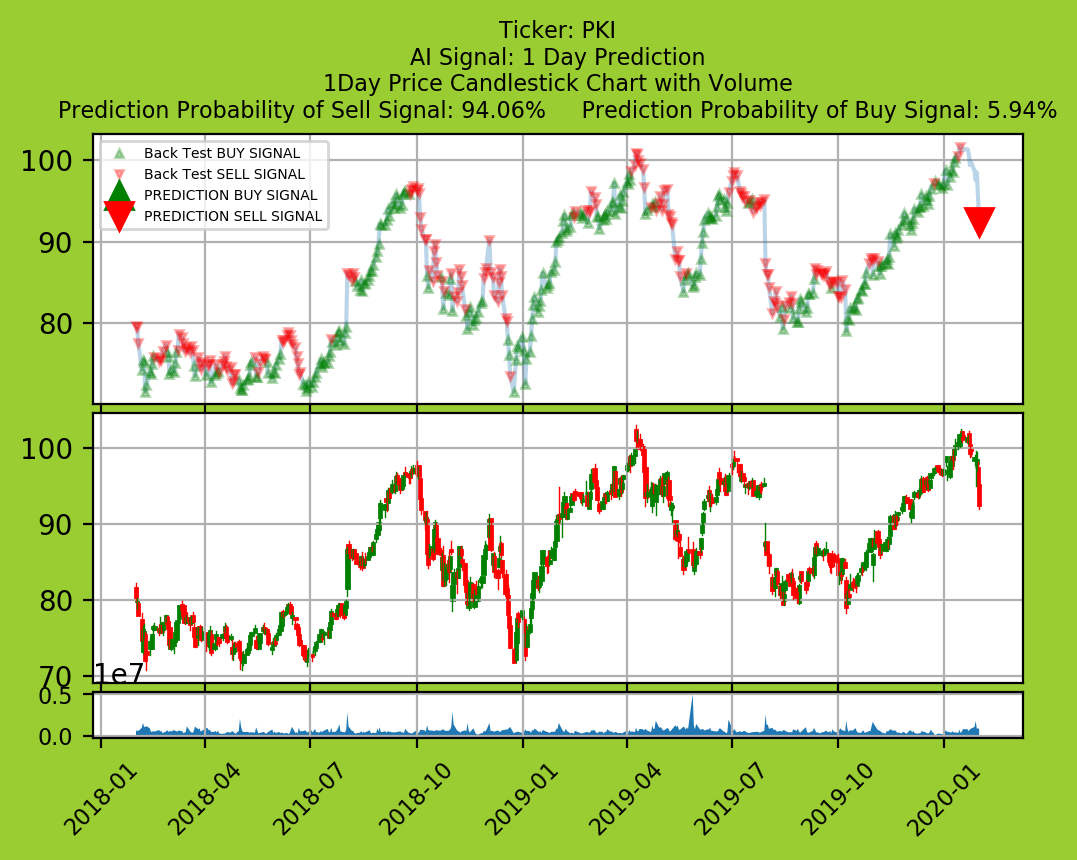 Ticker: PKI
AI Signal: 1 Day Prediction
1Day Price Candlestick Chart with Volume
Prediction Probability of Sell Signal: 94.06%     Prediction Probability of Buy Signal: 5.94%
Back Test BUY SIGNAL
Back Test SELL SIGNAL
PREDICTION BUY SIGNAL
PREDICTION SELL SIGNAL
100
90
80
100
90
80
70
1e7
0.5
0.0
2018-01
2018-04
2018-07
2018-10
2019-01
2019-04
2019-07
2019-10
2020-01